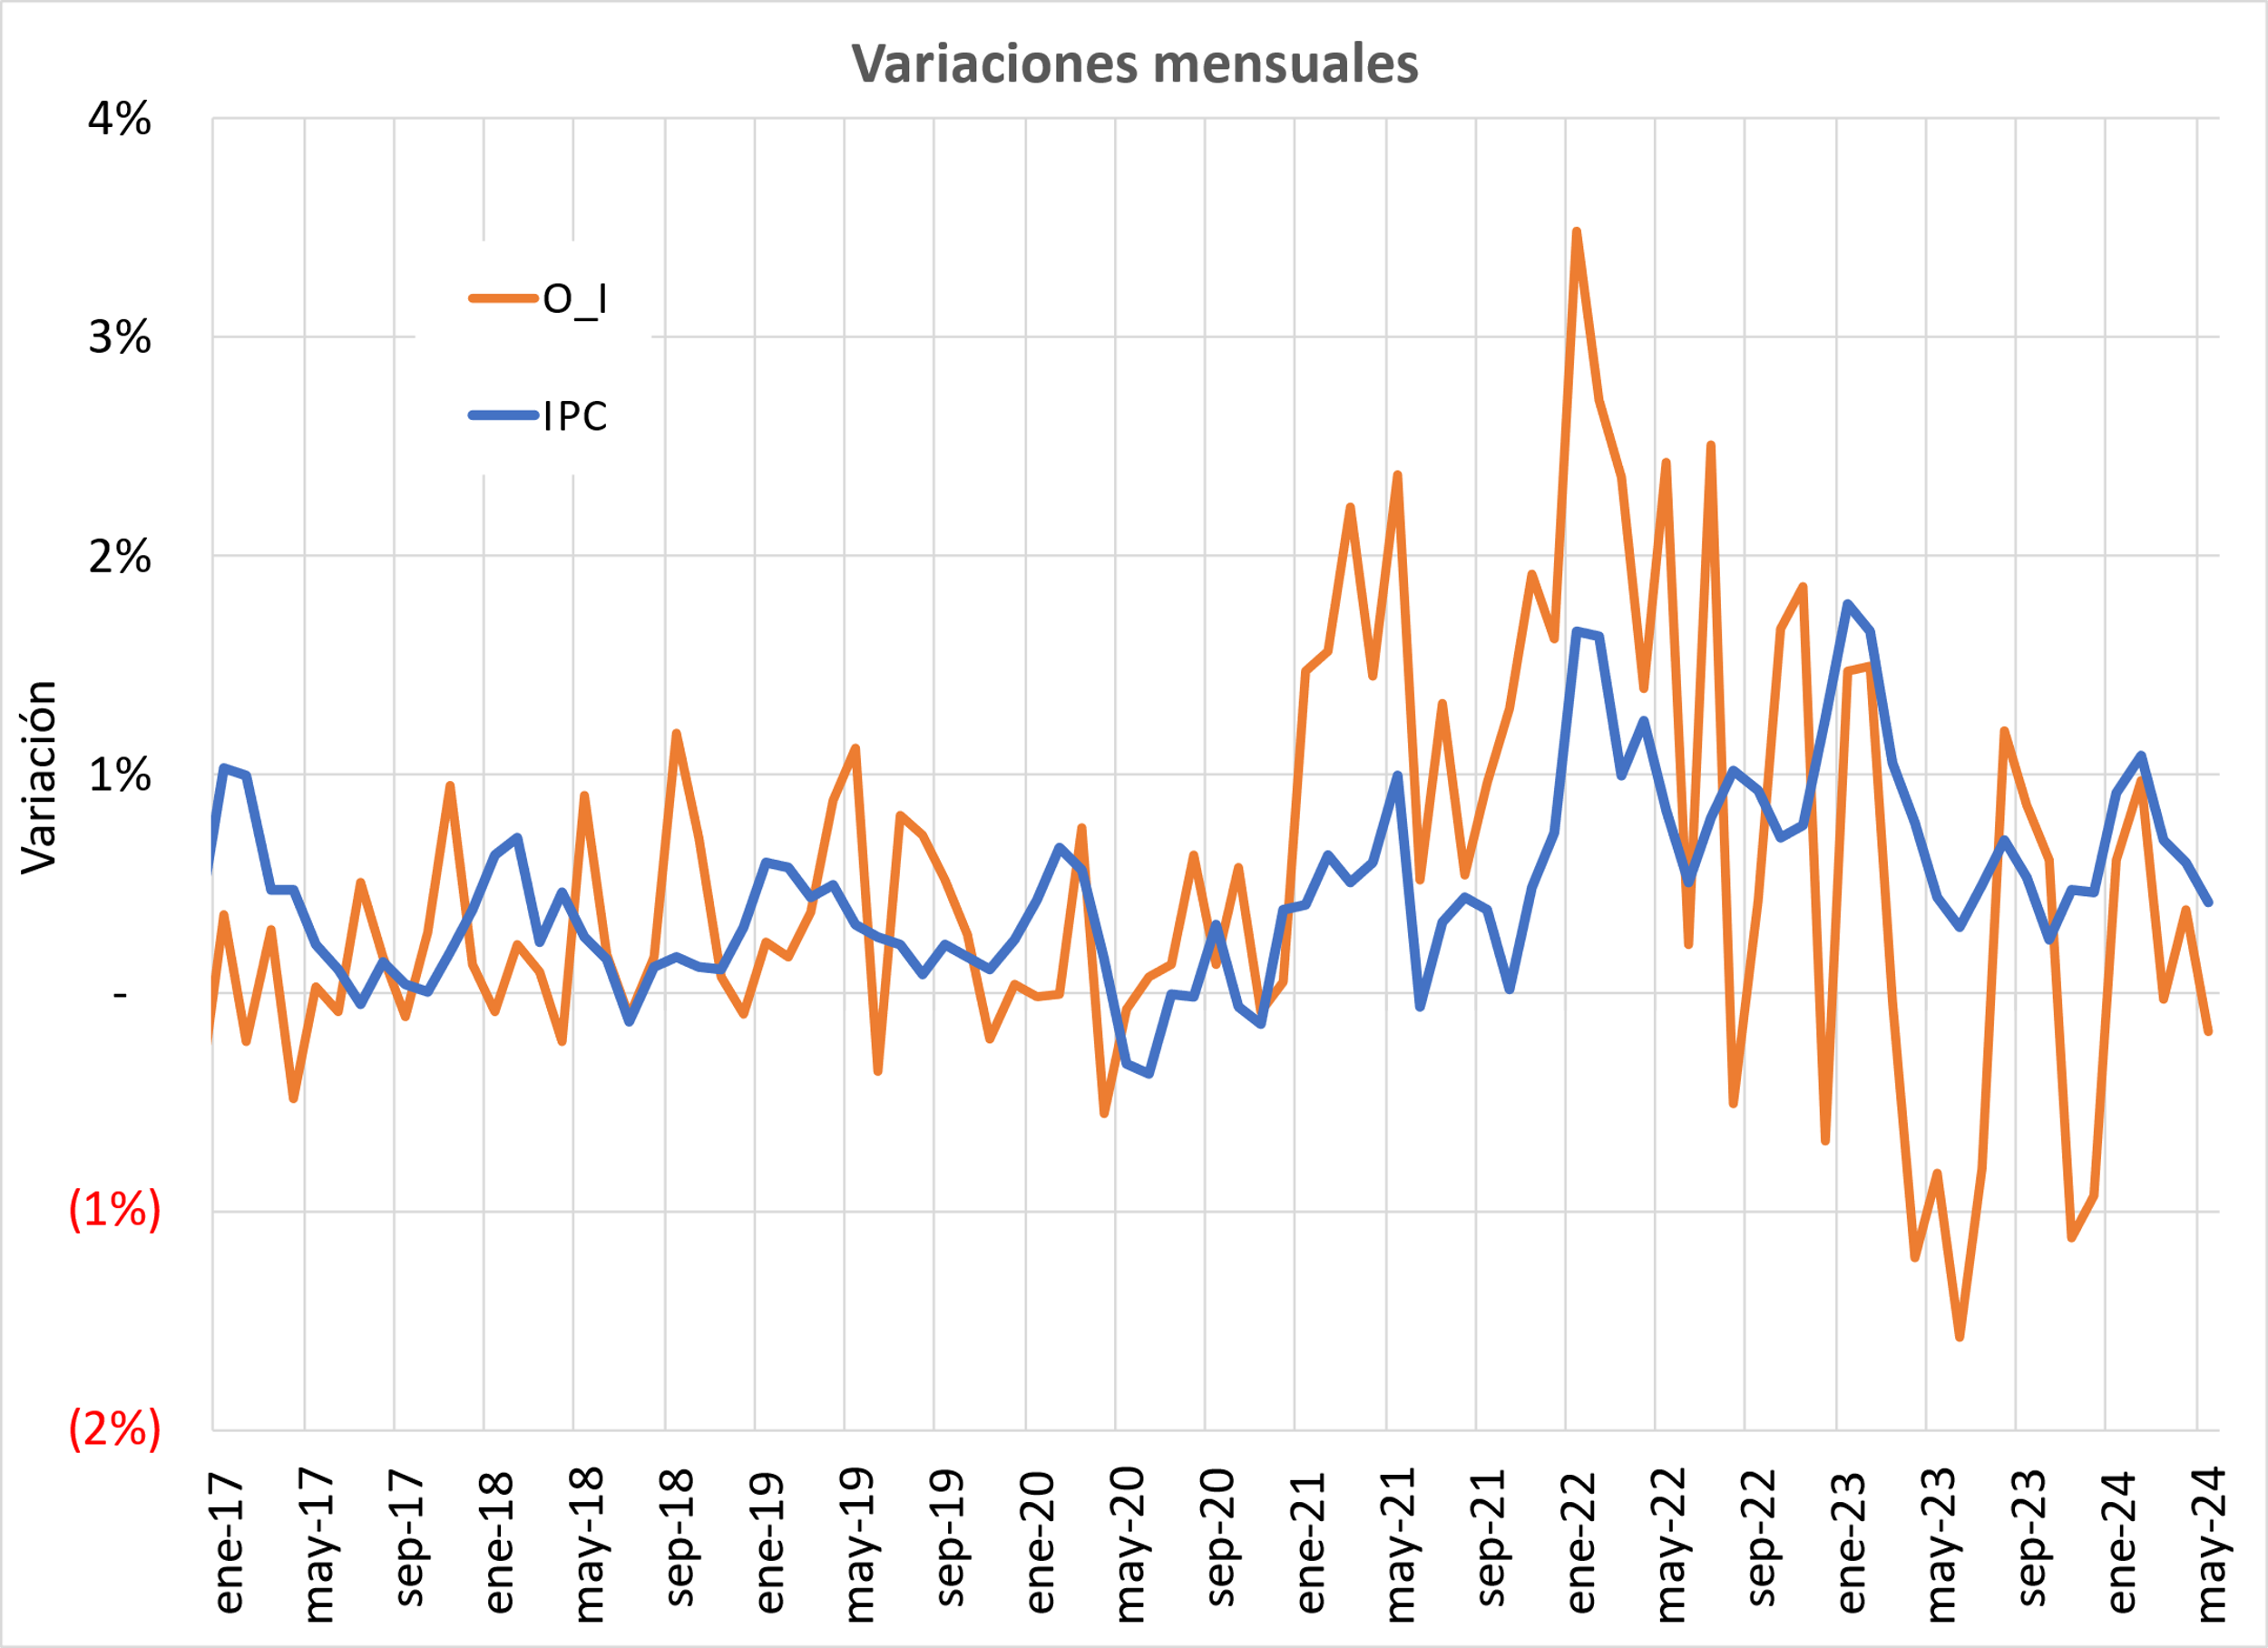 Variaciones mensuales
4%
3%
2%
1%
-
(1%)
(2%)
Variación
O_I
IPC
ene-17
may-17
sep-17
ene-18
may-18
sep-18
ene-19
may-19
sep-19
ene-20
may-20
sep-20
ene-21
may-21
sep-21
ene-22
may-22
sep-22
ene-23
may-23
sep-23
ene-24
may-24